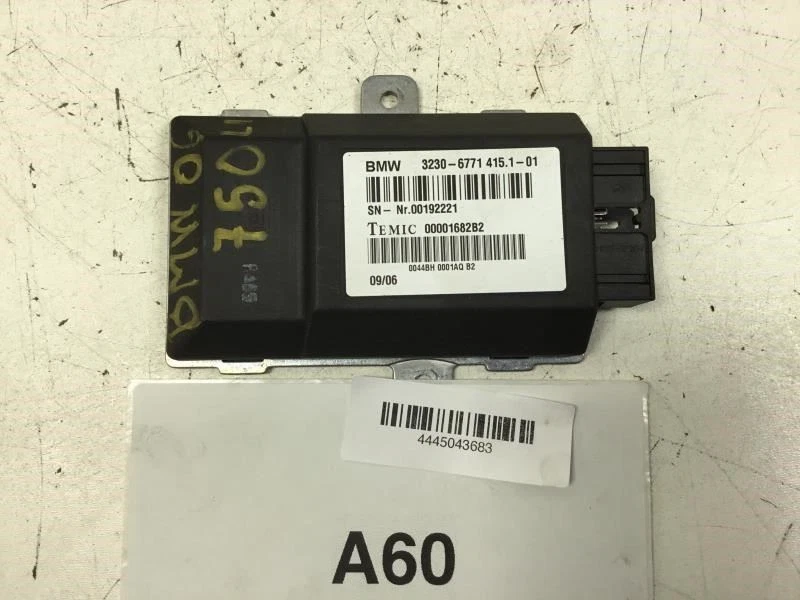 BMW 06
750LI
P 369
BMW 3230-6771 415.1-01
SN- Nr.00192221
TEMIC 00001682B2
0044BH 0001AQ B2
09/06
4445043683
A60